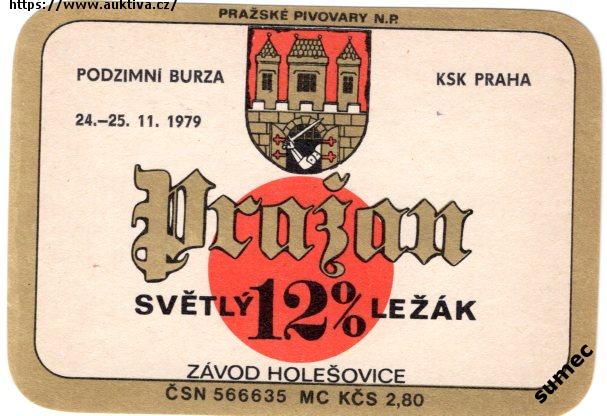 https://www.auktiva.cz/
PRAŽSKÉ PIVOVARY N.P.
PODZIMNÍ BURZA
KSK PRAHA
24.–25. 11. 1979
Pražan
SVĚTLÝ 12% LEŽÁK
ZÁVOD HOLEŠOVICE
ČSN 566635 MC KČS 2,80
sumec